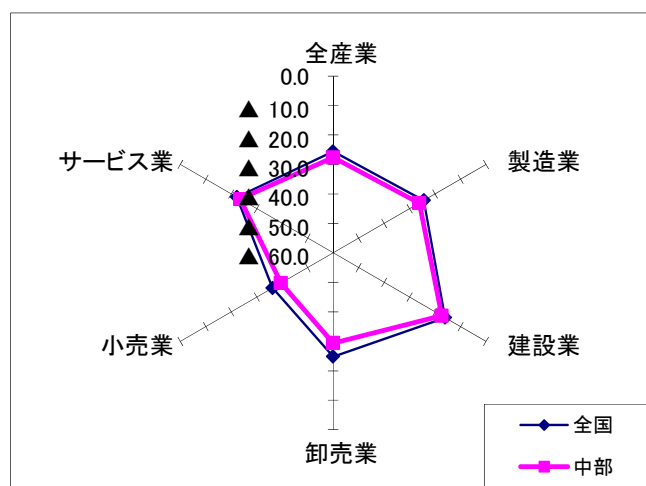 全産業
0.0
▲ 10.0
▲ 20.0
▲ 30.0
▲ 40.0
▲ 50.0
▲ 60.0
製造業
サービス業
小売業
建設業
卸売業
全国
中部